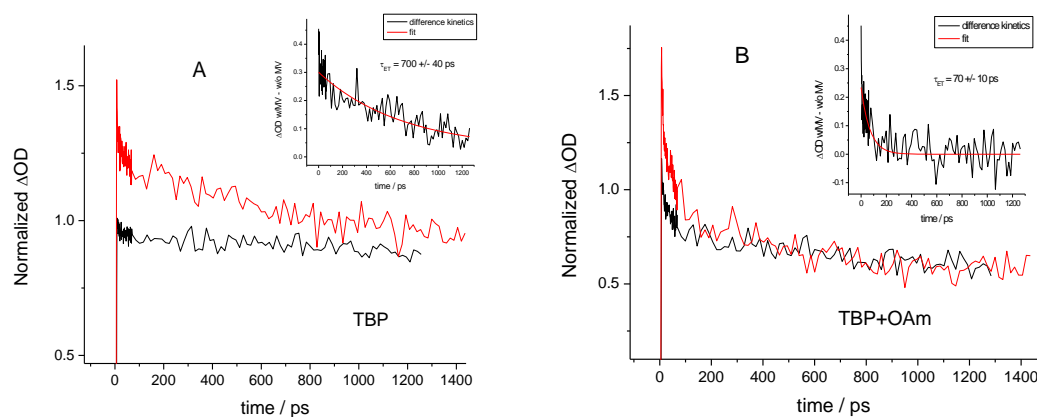 A
1.5
1.0
0.5
Normalized ΔOD
0 200 400 600 800 1000 1200 1400
time / ps
TBP
difference kinetics
fit
τET = 700 +/- 40 ps
0.4
0.3
0.2
0.1
0.0
ΔOD w/MV - w/o MV
0 200 400 600 800 1000 1200
time / ps
B
1.5
1.0
0.5
Normalized ΔOD
0 200 400 600 800 1000 1200 1400
time / ps
TBP+OAm
difference kinetics
fit
τET = 70 +/- 10 ps
0.4
0.3
0.2
0.1
0.0
-0.1
ΔOD w/MV - w/o MV
0 200 400 600 800 1000 1200
time / ps